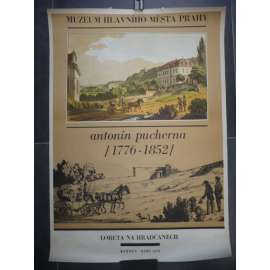 MUZEUM HLAVNÍHO MĚSTA PRAHY
antonín pucherna
/1776-1852/
LORETA NA HRADČANECH